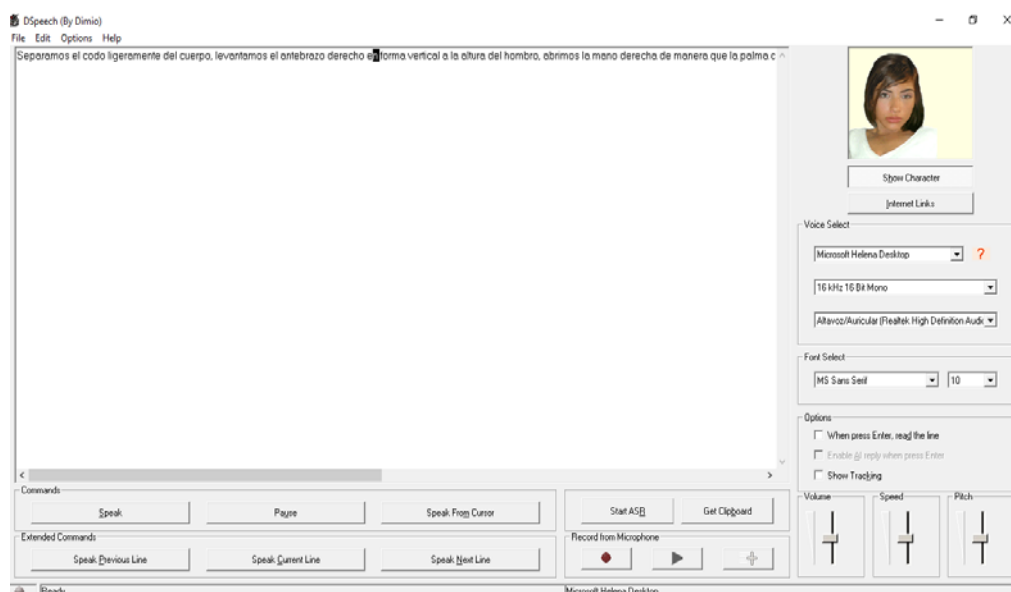 DSpeech (By Dimio)
File Edit Options Help
Separamos el codo ligeramente del cuerpo, levantamos el antebrazo derecho en forma vertical a la altura del hombro, abrimos la mano derecha de manera que la palma c
Show Character
Internet Links
Voice Select
Microsoft Helena Desktop ?
16 kHz 16 Bit Mono
Altavoz/Auricular (Realtek High Definition Audic
Font Select
MS Sans Serif 10
Options
When press Enter, read the line
Enable AI reply when press Enter
Show Tracking
Commands
Speak Pause Speak From Cursor
Start ASR Get Clipboard
Extended Commands
Speak Previous Line Speak Current Line Speak Next Line
Record from Microphone
Volume Speed Pitch
Ready Microsoft Helena Desktop